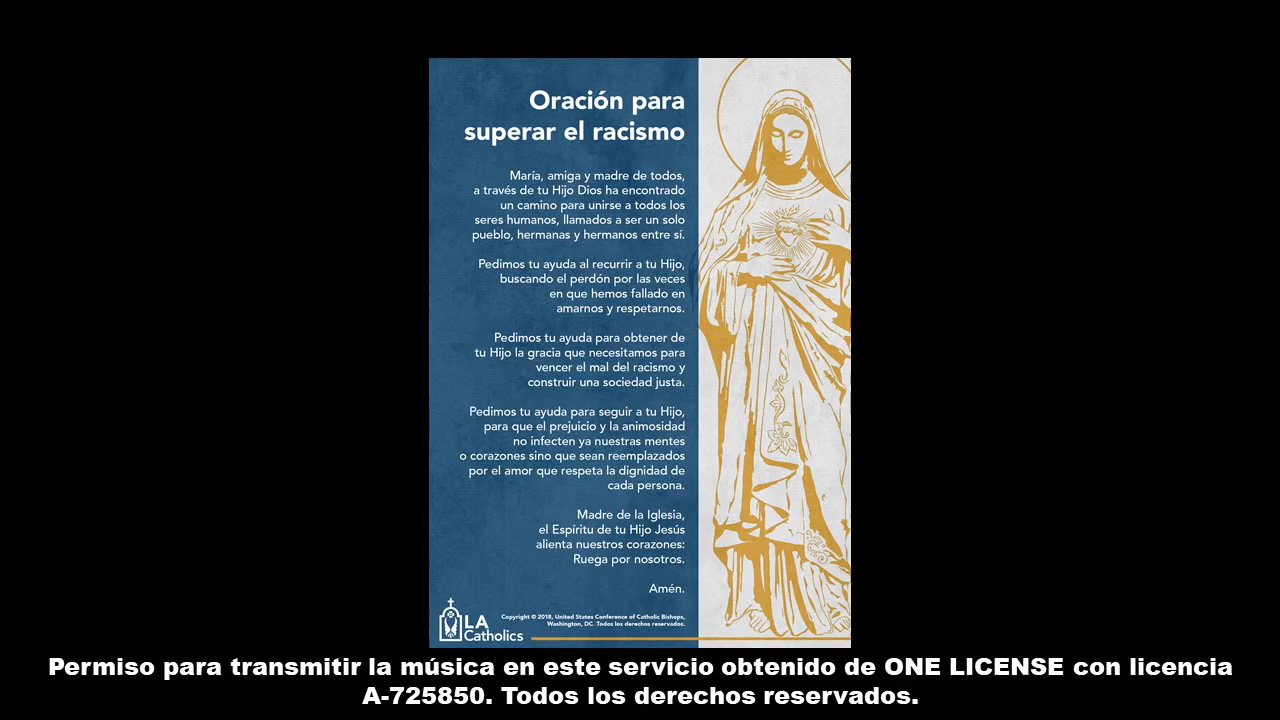 Oración para
superar el racismo
María, amiga y madre de todos,
a través de tu Hijo Dios ha encontrado
un camino para unirse a todos los
seres humanos, llamados a ser un solo
pueblo, hermanas y hermanos entre sí.
Pedimos tu ayuda al recurrir a tu Hijo,
buscando el perdón por las veces
en que hemos fallado en
amarnos y respetarnos.
Pedimos tu ayuda para obtener de
tu Hijo la gracia que necesitamos para
vencer el mal del racismo y
construir una sociedad justa.
Pedimos tu ayuda para seguir a tu Hijo,
para que el prejuicio y la animosidad
no infecten ya nuestras mentes
o corazones sino que sean reemplazados
por el amor que respeta la dignidad de
cada persona.
Madre de la Iglesia,
el Espíritu de tu Hijo Jesús
alienta nuestros corazones:
Ruega por nosotros.
Amén.
LA
Catholics
Copyright © 2018, United States Conference of Catholic Bishops,
Washington, DC. Todos los derechos reservados.
Permiso para transmitir la música en este servicio obtenido de ONE LICENSE con licencia
A-725850. Todos los derechos reservados.